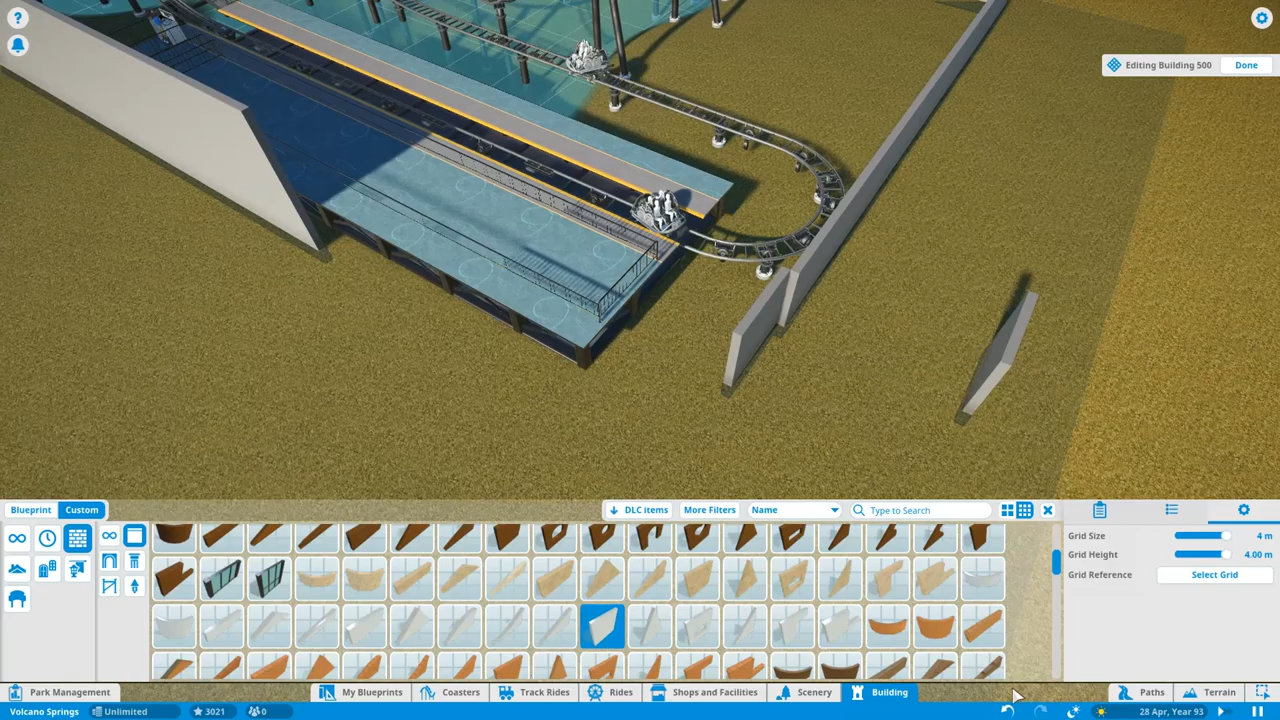 ?
Editing Building 500 Done
Blueprint Custom DLC items More Filters Name Type to Search
Grid Size 4 m
Grid Height 4.00 m
Grid Reference Select Grid
Park Management My Blueprints Coasters Track Rides Rides Shops and Facilities Scenery Building Paths Terrain
Volcano Springs Unlimited 3021 0 28 Apr, Year 93